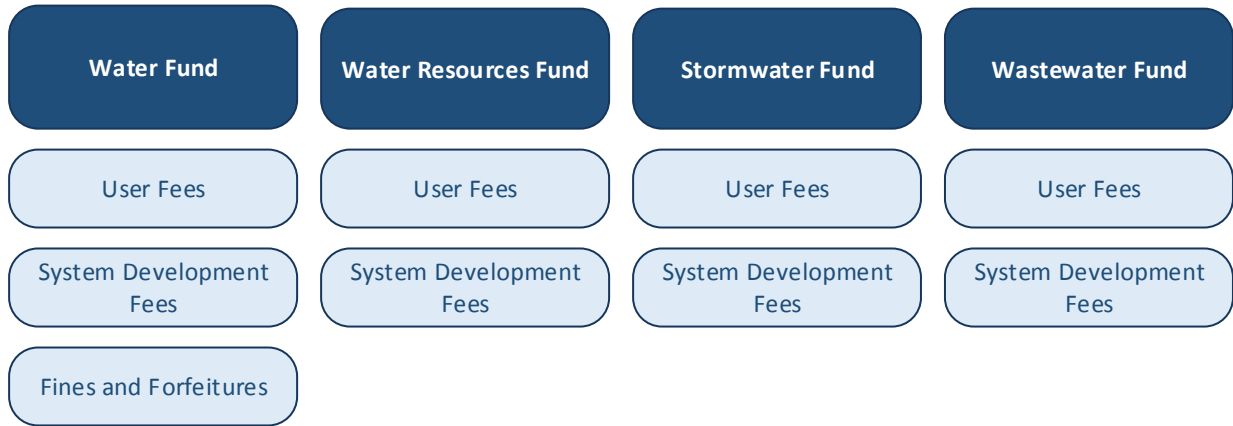 Water Fund
Water Resources Fund
Stormwater Fund
Wastewater Fund
User Fees
User Fees
User Fees
User Fees
System Development
Fees
System Development
Fees
System Development
Fees
System Development
Fees
Fines and Forfeitures